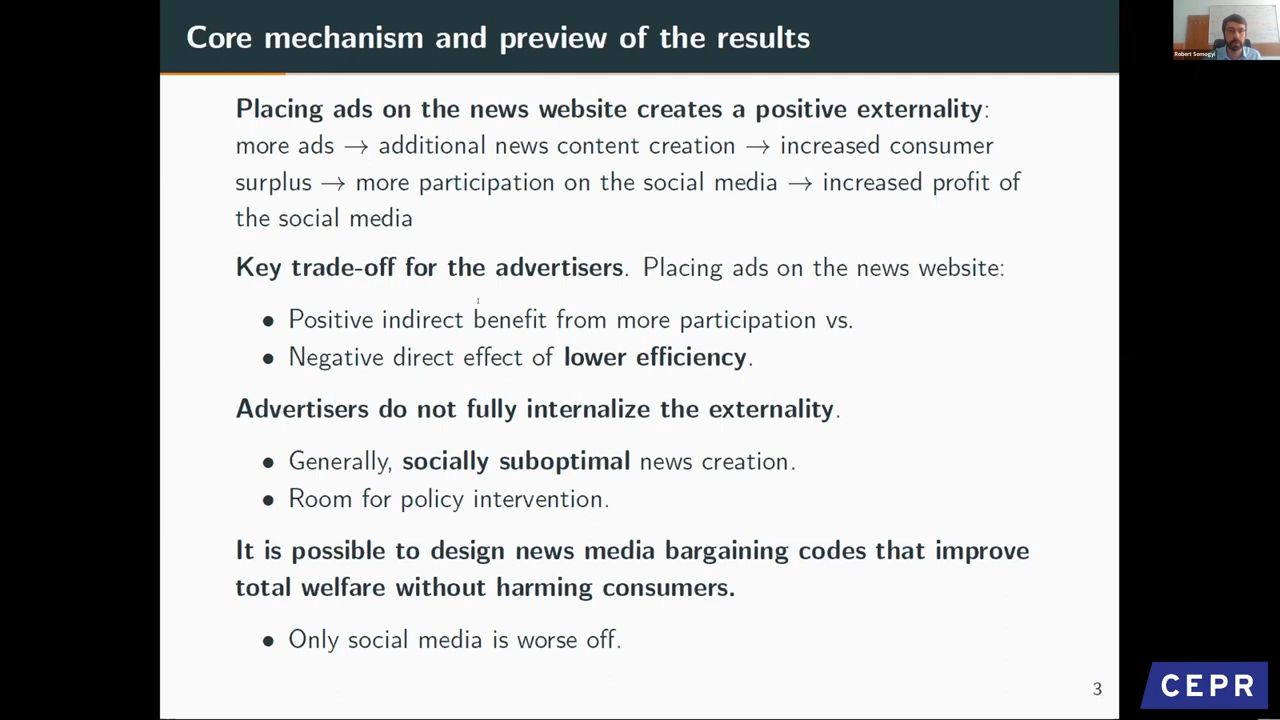 Core mechanism and preview of the results
Robert Somogyi
Placing ads on the news website creates a positive externality:
more ads → additional news content creation → increased consumer
surplus → more participation on the social media → increased profit of
the social media
Key trade-off for the advertisers. Placing ads on the news website:
• Positive indirect benefit from more participation vs.
• Negative direct effect of lower efficiency.
Advertisers do not fully internalize the externality.
• Generally, socially suboptimal news creation.
• Room for policy intervention.
It is possible to design news media bargaining codes that improve
total welfare without harming consumers.
• Only social media is worse off.
3
CEPR